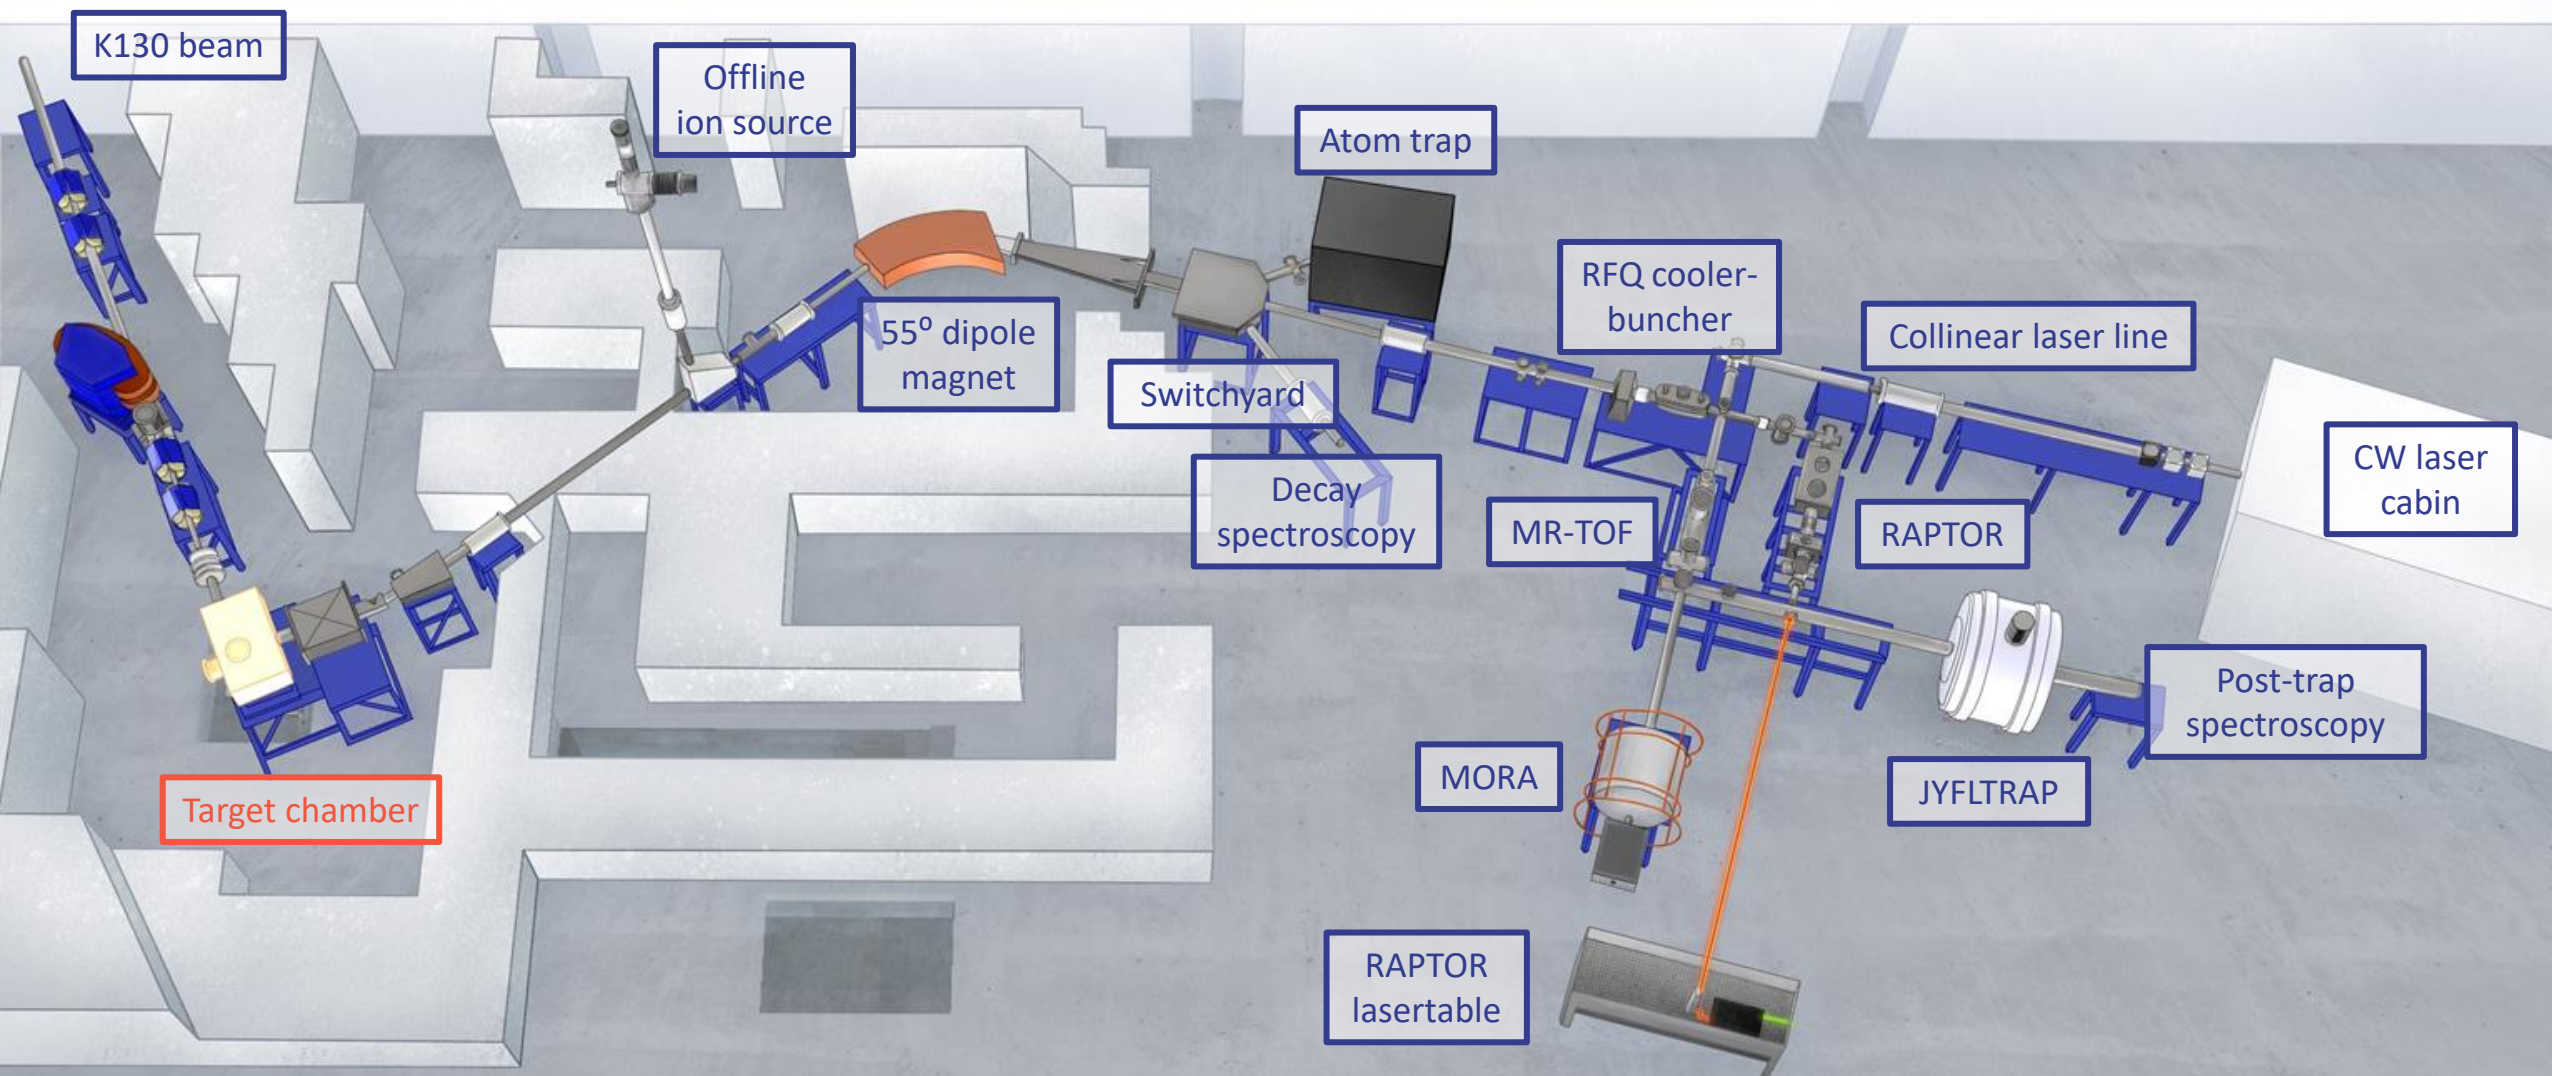 K130 beam
Offline
ion source
Atom trap
RFQ cooler-
buncher
Collinear laser line
55⁰ dipole
magnet
Switchyard
Decay
spectroscopy
MR-TOF
RAPTOR
CW laser
cabin
Post-trap
spectroscopy
MORA
JYFLTRAP
Target chamber
RAPTOR
lasertable